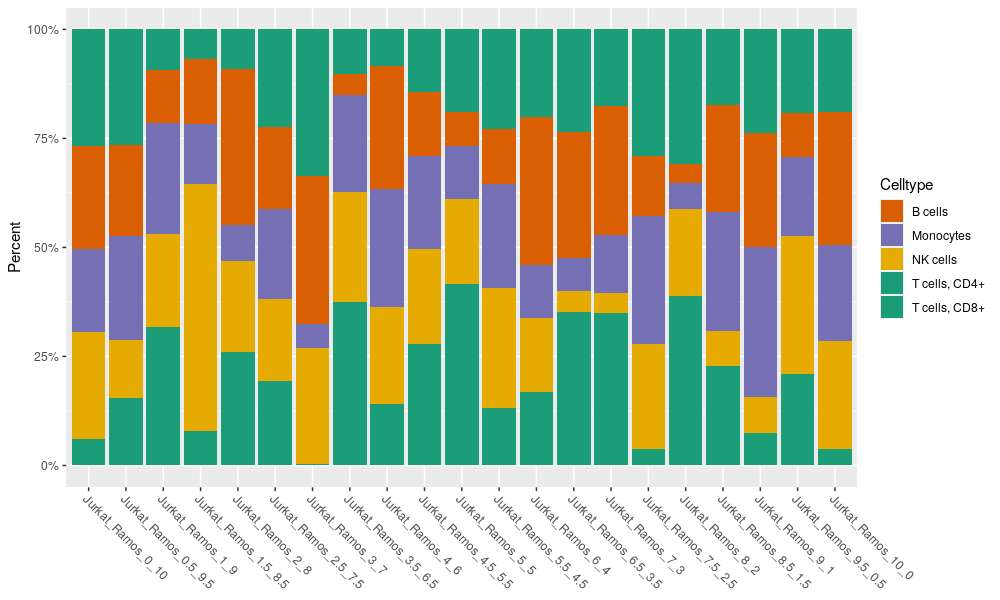 100%
75%
50%
25%
0%
Percent
Jurkat_Ramos_0_10
Jurkat_Ramos_0.5_9.5
Jurkat_Ramos_1_9
Jurkat_Ramos_1.5_8.5
Jurkat_Ramos_2_8
Jurkat_Ramos_2.5_7.5
Jurkat_Ramos_3_7
Jurkat_Ramos_3.5_6.5
Jurkat_Ramos_4_6
Jurkat_Ramos_4.5_5.5
Jurkat_Ramos_5_5
Jurkat_Ramos_5.5_4.5
Jurkat_Ramos_6_4
Jurkat_Ramos_6.5_3.5
Jurkat_Ramos_7_3
Jurkat_Ramos_7.5_2.5
Jurkat_Ramos_8_2
Jurkat_Ramos_8.5_1.5
Jurkat_Ramos_9_1
Jurkat_Ramos_9.5_0.5
Jurkat_Ramos_10_0
Celltype
B cells
Monocytes
NK cells
T cells, CD4+
T cells, CD8+